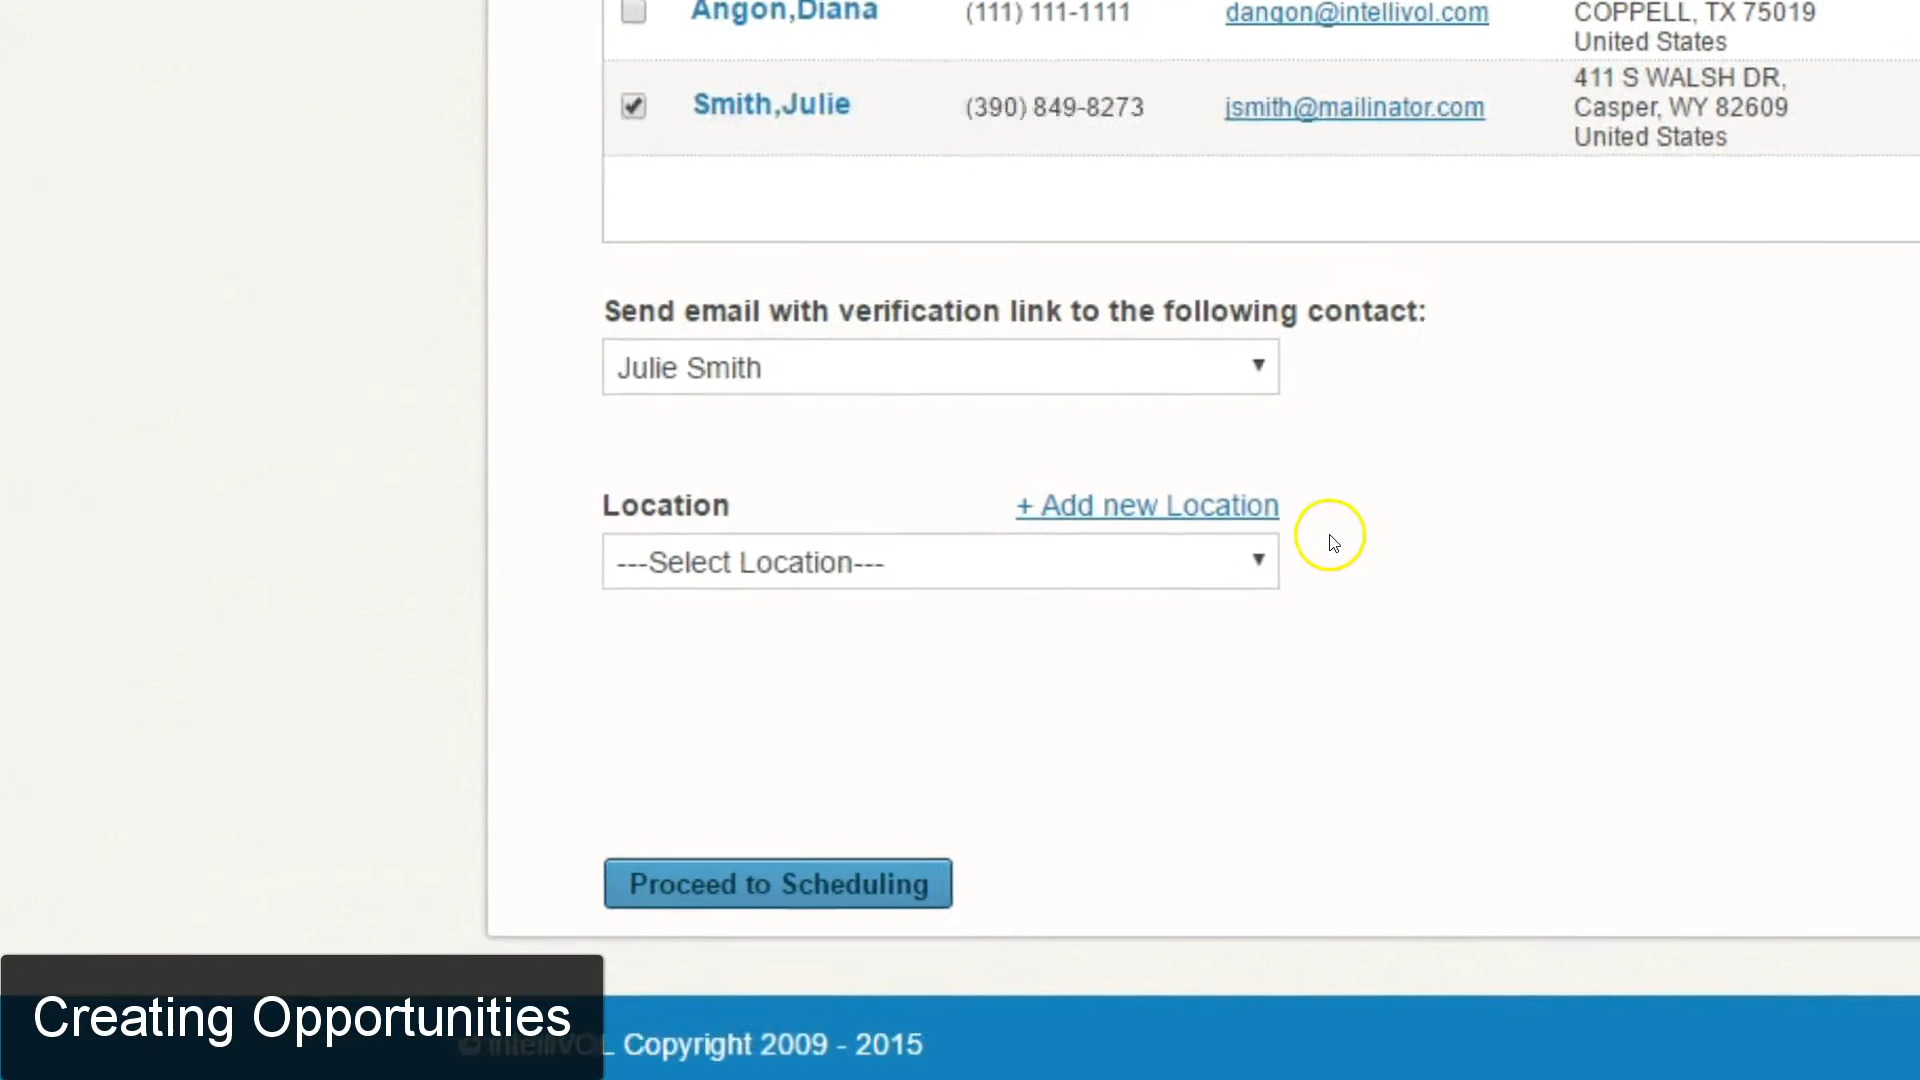 Angon,Diana (111) 111-1111 dangon@intellivol.com COPPELL, TX 75019
United States
411 S WALSH DR,
Smith,Julie (390) 849-8273 jsmith@mailinator.com Casper, WY 82609
United States
Send email with verification link to the following contact:
Julie Smith
Location + Add new Location
---Select Location---
Proceed to Scheduling
Creating Opportunities
© intelliVOL Copyright 2009 - 2015